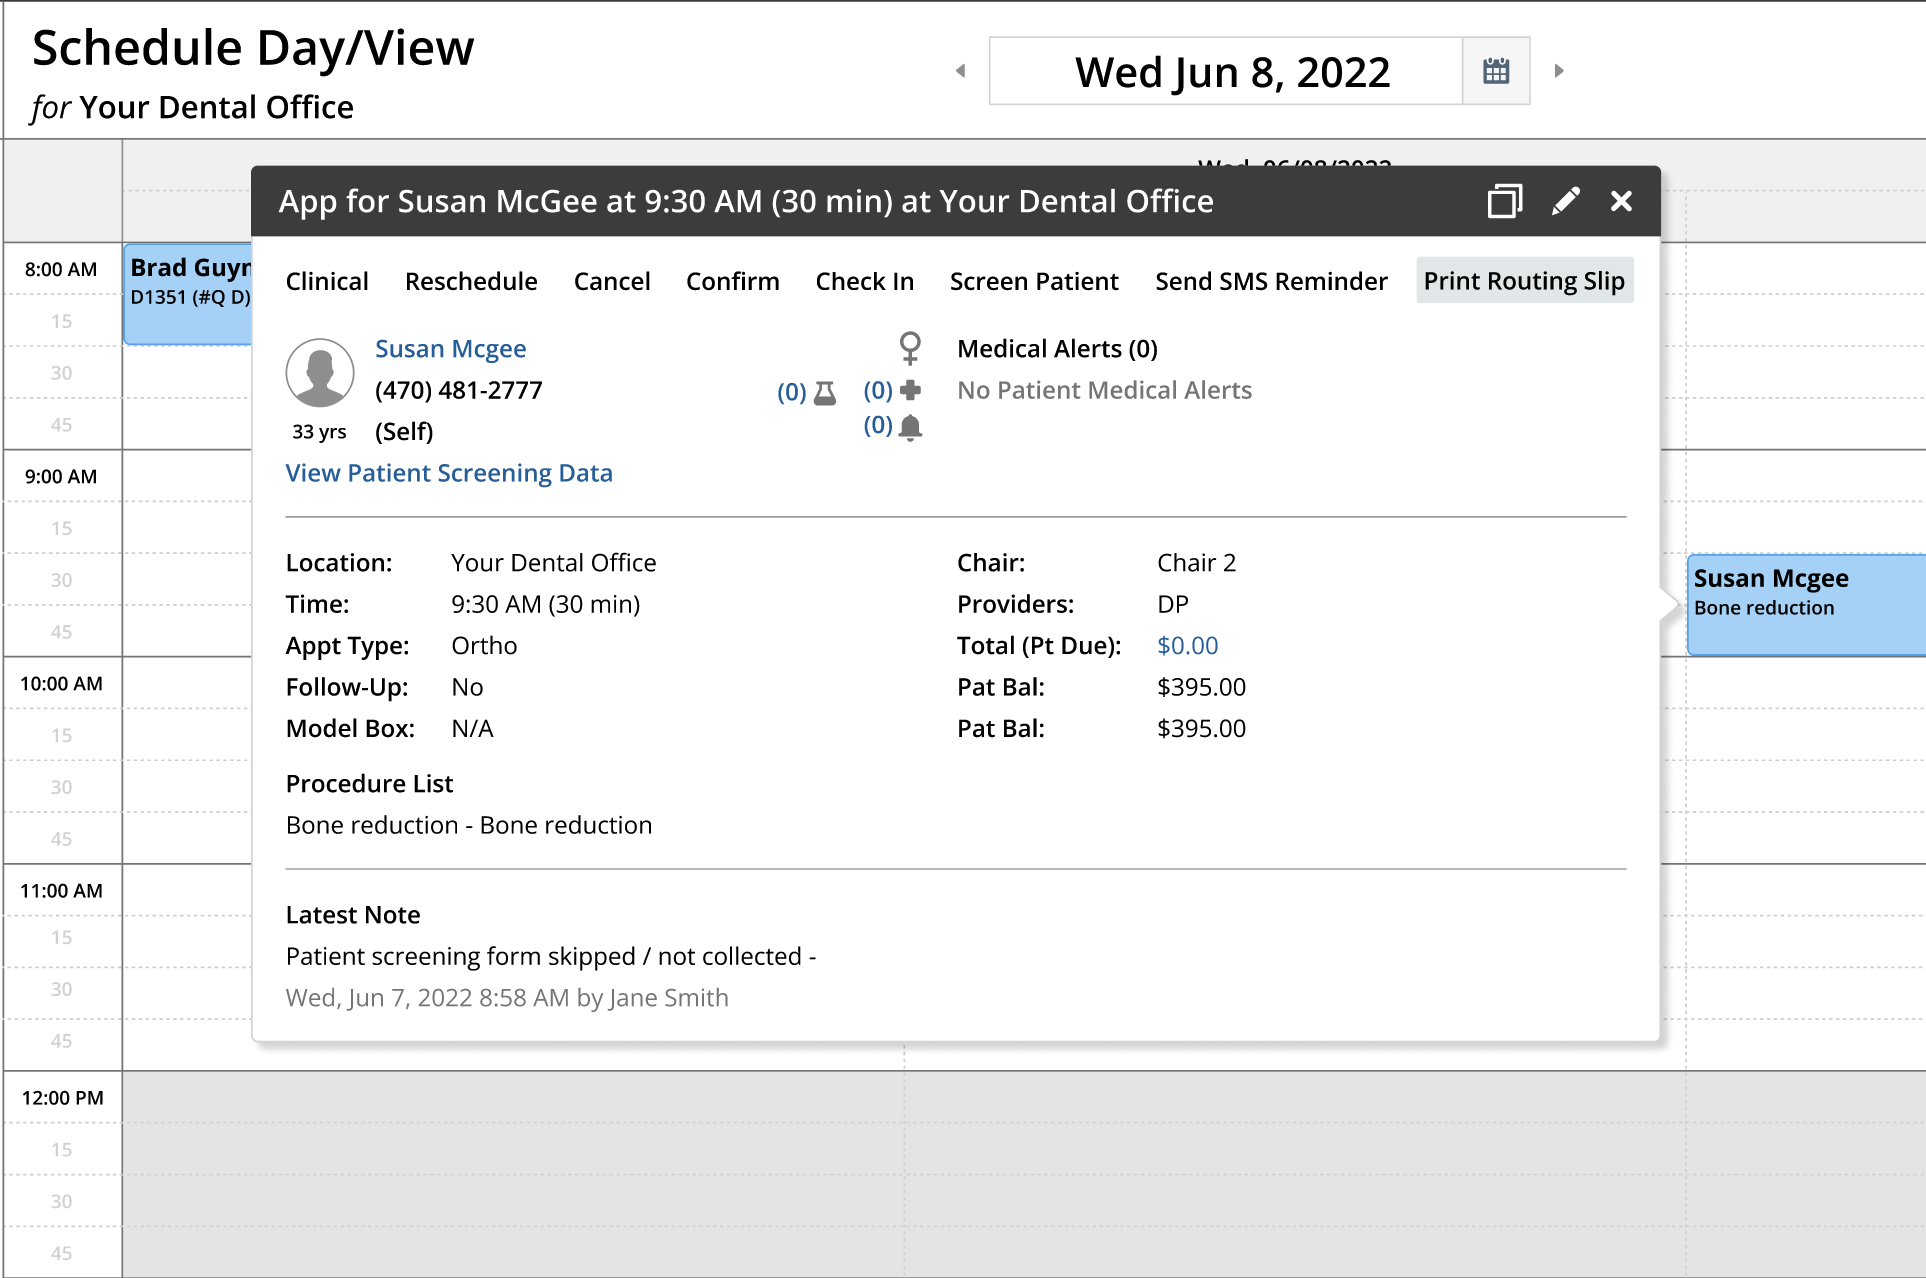 Schedule Day/View
for Your Dental Office
Wed Jun 8, 2022
Wed, 06/08/2022
App for Susan McGee at 9:30 AM (30 min) at Your Dental Office
Clinical Reschedule Cancel Confirm Check In Screen Patient Send SMS Reminder Print Routing Slip
Susan Mcgee
(470) 481-2777
33 yrs (Self)
(0) (0)
(0)
Medical Alerts (0)
No Patient Medical Alerts
View Patient Screening Data
Location: Your Dental Office
Time: 9:30 AM (30 min)
Appt Type: Ortho
Follow-Up: No
Model Box: N/A
Chair: Chair 2
Providers: DP
Total (Pt Due): $0.00
Pat Bal: $395.00
Pat Bal: $395.00
Procedure List
Bone reduction - Bone reduction
Latest Note
Patient screening form skipped / not collected -
Wed, Jun 7, 2022 8:58 AM by Jane Smith
8:00 AM
15
30
45
9:00 AM
15
30
45
10:00 AM
15
30
45
11:00 AM
15
30
45
12:00 PM
15
30
45
Brad
D1351 (#Q D)
Susan Mcgee
Bone reduction